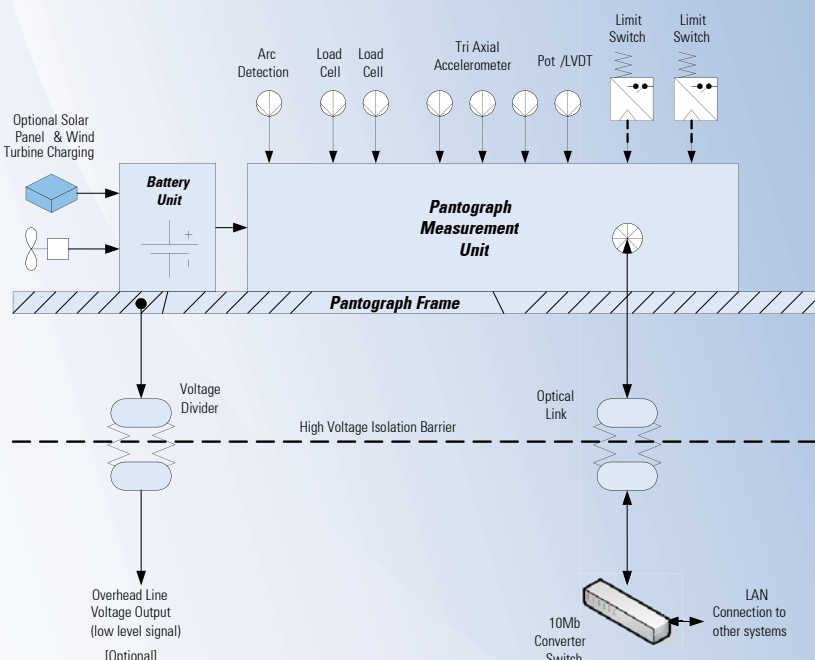 Arc
Detection
Load
Cell
Load
Cell
Tri Axial
Accelerometer
Pot /LVDT
Limit
Switch
Limit
Switch
Optional Solar
Panel & Wind
Turbine Charging
Battery
Unit
+
Pantograph
Measurement
Unit
Pantograph Frame
Voltage
Divider
Optical
Link
High Voltage Isolation Barrier
Overhead Line
Voltage Output
(low level signal)
[Optional]
10Mb
Converter
Switch
LAN
Connection to
other systems